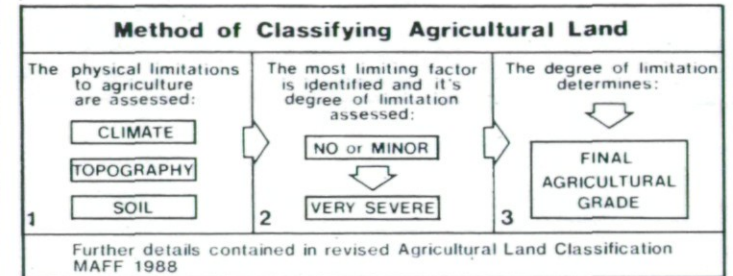 Method of Classifying Agricultural Land
The physical limitations
to agriculture
are assessed:
CLIMATE
TOPOGRAPHY
SOIL
1
The most limiting factor
is identified and it's
degree of limitation
assessed:
NO or MINOR
VERY SEVERE
2
The degree of limitation
determines:
FINAL
AGRICULTURAL
GRADE
3
Further details contained in revised Agricultural Land Classification
MAFF 1988